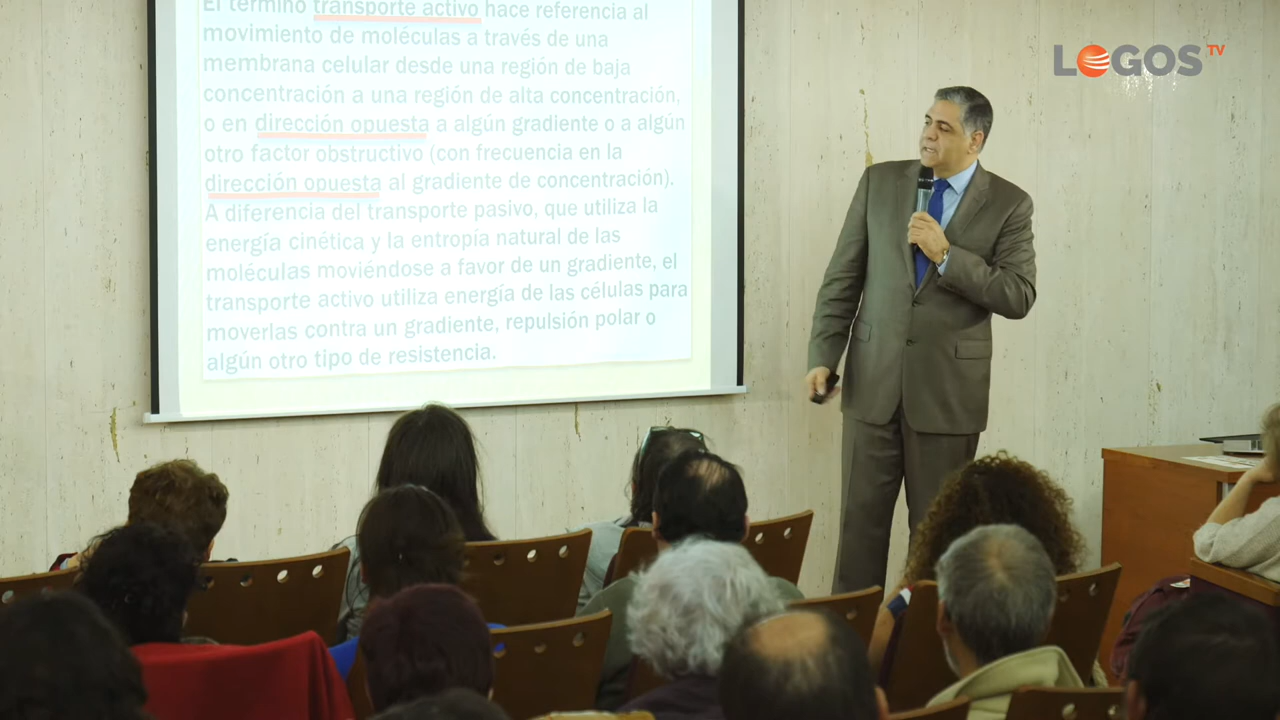 El término transporte activo hace referencia al
movimiento de moléculas a través de una
membrana celular desde una región de baja
concentración a una región de alta concentración,
o en dirección opuesta a algún gradiente o a algún
otro factor obstructivo (con frecuencia en la
dirección opuesta al gradiente de concentración).
A diferencia del transporte pasivo, que utiliza la
energía cinética y la entropía natural de las
moléculas moviéndose a favor de un gradiente, el
transporte activo utiliza energía de las células para
moverlas contra un gradiente, repulsión polar o
algún otro tipo de resistencia.
LOGOS TV